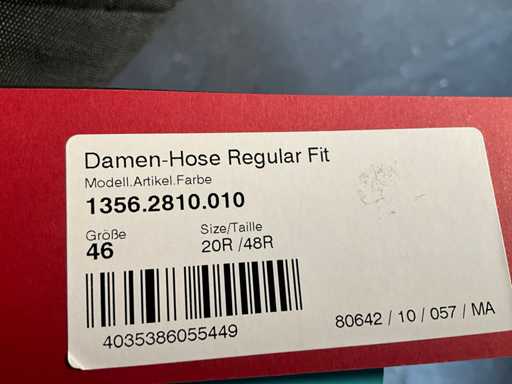 Damen-Hose Regular Fit
Modell.Artikel.Farbe
1356.2810.010
Größe Size/Taille
46 20R /48R
4035386055449
80642 / 10 / 057 / MA